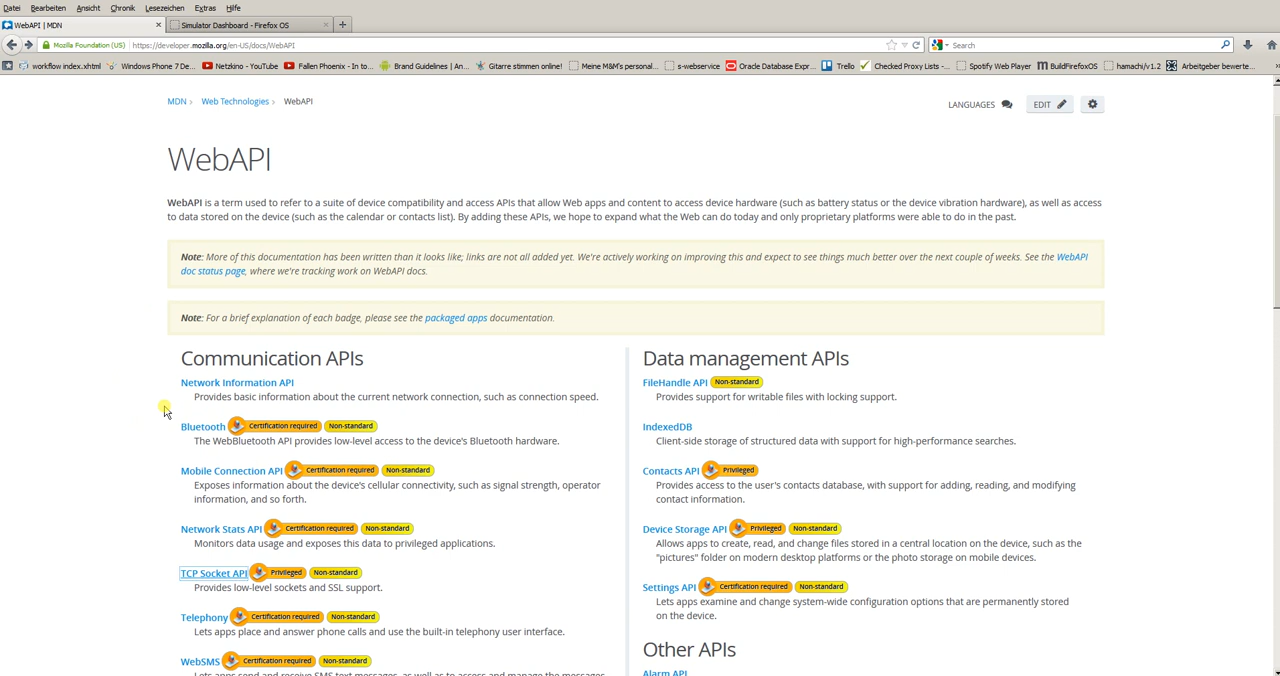 Datei Bearbeiten Ansicht Chronik Lesezeichen Extras Hilfe
WebAPI | MDN
Simulator Dashboard - Firefox OS
Mozilla Foundation (US) https://developer.mozilla.org/en-US/docs/WebAPI
Search
workflow index.xhtml Windows Phone 7 De... Netzkino - YouTube Fallen Phoenix - In to... Brand Guidelines | An... Gitarre stimmen online! Meine M&M's personal... s-webservice Oracle Database Expr... Trello Checked Proxy Lists -... Spotify Web Player BuildFirefoxOS hamachi/v1.2 Arbeitgeber bewerte...
MDN › Web Technologies › WebAPI
LANGUAGES EDIT
WebAPI
WebAPI is a term used to refer to a suite of device compatibility and access APIs that allow Web apps and content to access device hardware (such as battery status or the device vibration hardware), as well as access
to data stored on the device (such as the calendar or contacts list). By adding these APIs, we hope to expand what the Web can do today and only proprietary platforms were able to do in the past.
Note: More of this documentation has been written than it looks like; links are not all added yet. We're actively working on improving this and expect to see things much better over the next couple of weeks. See the WebAPI
doc status page, where we're tracking work on WebAPI docs.
Note: For a brief explanation of each badge, please see the packaged apps documentation.
Communication APIs
Network Information API
Provides basic information about the current network connection, such as connection speed.
Bluetooth Certification required Non-standard
The WebBluetooth API provides low-level access to the device's Bluetooth hardware.
Mobile Connection API Certification required Non-standard
Exposes information about the device's cellular connectivity, such as signal strength, operator
information, and so forth.
Network Stats API Certification required Non-standard
Monitors data usage and exposes this data to privileged applications.
TCP Socket API Privileged Non-standard
Provides low-level sockets and SSL support.
Telephony Certification required Non-standard
Lets apps place and answer phone calls and use the built-in telephony user interface.
WebSMS Certification required Non-standard
Lets apps send and receive SMS text messages, as well as to access and manage the messages
Data management APIs
FileHandle API Non-standard
Provides support for writable files with locking support.
IndexedDB
Client-side storage of structured data with support for high-performance searches.
Contacts API Privileged
Provides access to the user's contacts database, with support for adding, reading, and modifying
contact information.
Device Storage API Privileged Non-standard
Allows apps to create, read, and change files stored in a central location on the device, such as the
"pictures" folder on modern desktop platforms or the photo storage on mobile devices.
Settings API Certification required Non-standard
Lets apps examine and change system-wide configuration options that are permanently stored
on the device.
Other APIs
Alarm API